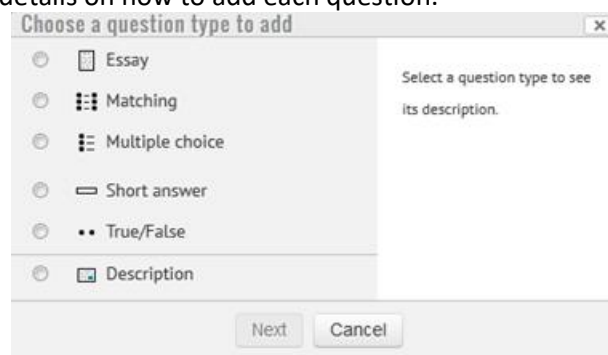 details on how to add each question.
Choose a question type to add
Essay
Matching
Multiple choice
Short answer
True/False
Description
Select a question type to see
its description.
Next Cancel